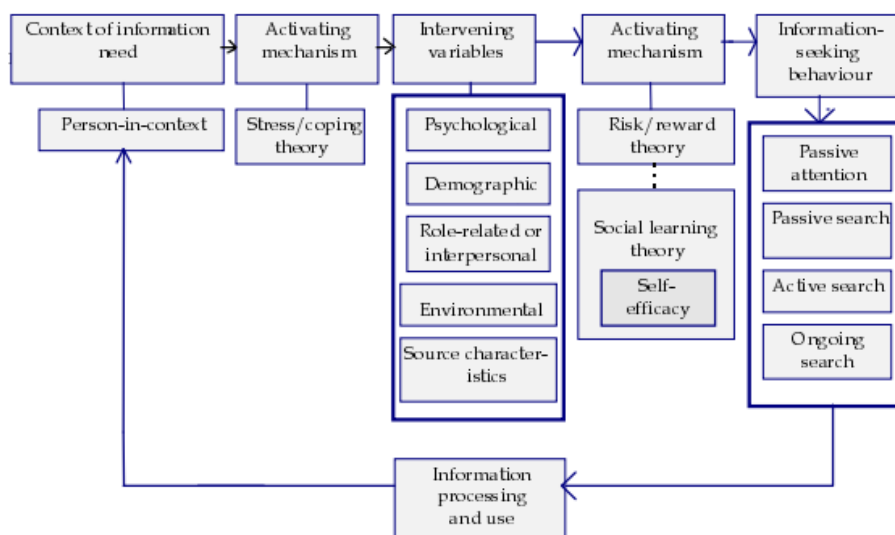 Context of information
need
Activating
mechanism
Intervening
variables
Activating
mechanism
Information-
seeking
behaviour
Person-in-context
Stress/coping
theory
Psychological
Demographic
Role-related or
interpersonal
Environmental
Source character-
istics
Risk/reward
theory
Social learning
theory
Self-
efficacy
Passive
attention
Passive search
Active search
Ongoing
search
Information
processing
and use